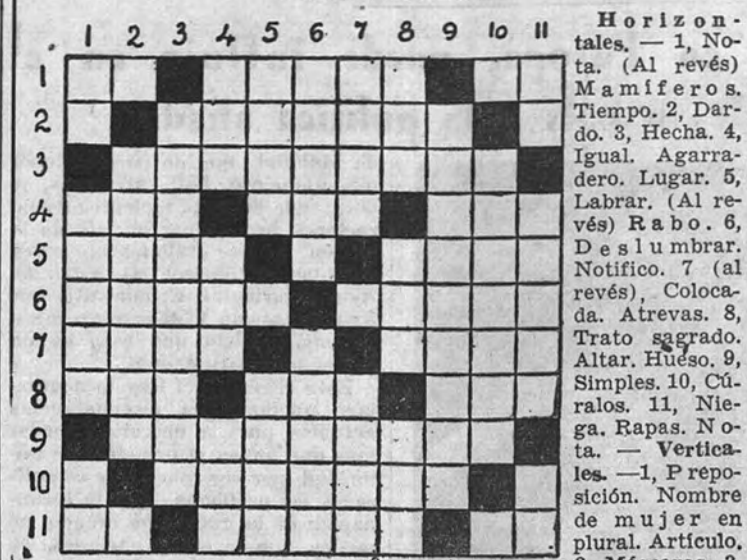 1 2 3 4 5 6 7 8 9 10 11
1
2
3
4
5
6
7
8
9
10
11
Horizon-
tales. — 1, No-
ta. (Al revés)
Mamíferos.
Tiempo. 2, Dar-
do. 3, Hecha. 4,
Igual. Agarra-
dero. Lugar. 5,
Labrar. (Al re-
vés) Rabo. 6,
Deslumbrar.
Notifico. 7 (al
revés), Coloca-
da. Atrevas. 8,
Trato sagrado.
Altar. Hueso. 9,
Simples. 10, Cú-
ralos. 11, Nie-
ga. Rapas. No-
ta. — Vertica-
les. —1, Prepo-
sición. Nombre
de mujer en
plural. Artículo.